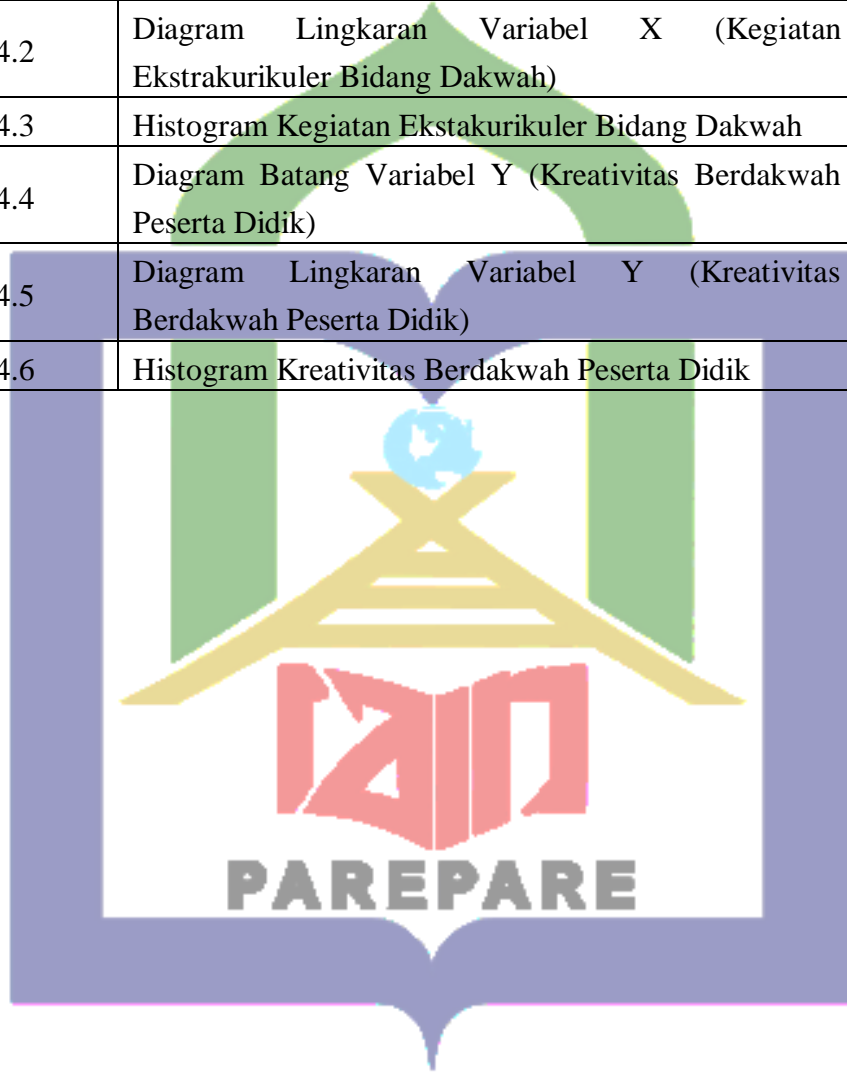 4.2 Diagram Lingkaran Variabel X (Kegiatan
Ekstrakurikuler Bidang Dakwah)
4.3 Histogram Kegiatan Ekstakurikuler Bidang Dakwah
4.4 Diagram Batang Variabel Y (Kreativitas Berdakwah
Peserta Didik)
4.5 Diagram Lingkaran Variabel Y (Kreativitas
Berdakwah Peserta Didik)
4.6 Histogram Kreativitas Berdakwah Peserta Didik
iain
PAREPARE